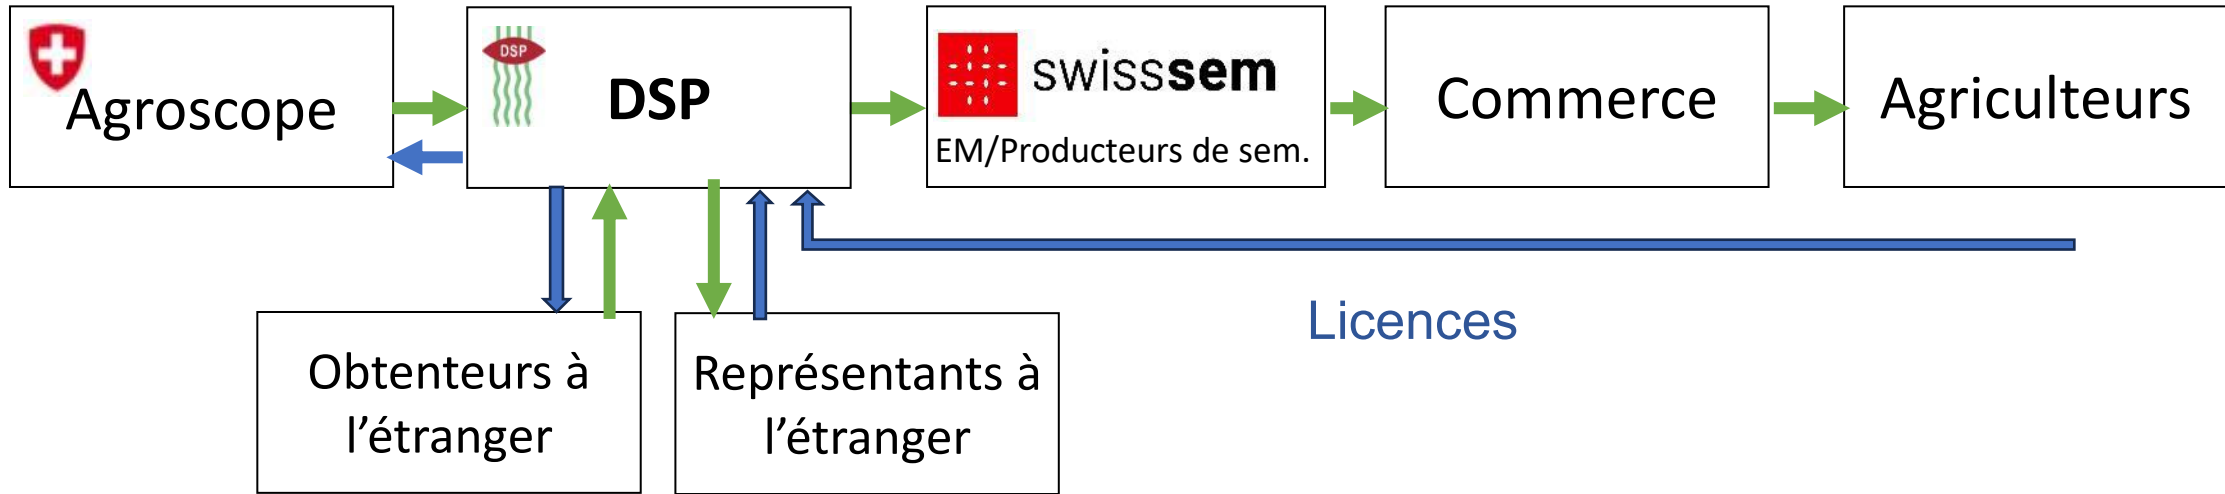 Agroscope
DSP
DSP
swisssem
EM/Producteurs de sem.
Commerce
Agriculteurs
Licences
Obtenteurs à
l’étranger
Représentants à
l’étranger